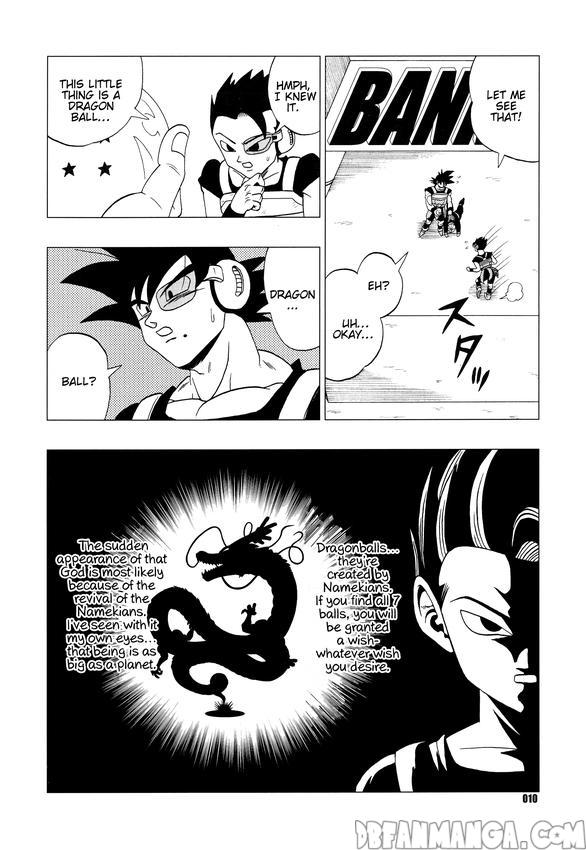 LET ME
SEE
THAT!
BAN
EH?
UH...
OKAY.
スタッ
HMPH,
I KNEW
IT.
THIS LITTLE
THING IS A
DRAGON
BALL...
DRAGON
...
BALL?
Dragonballs...
they're
created by
Namekians.
If you find all 7
balls, you will
be granted
a wish-
whatever wish
you desire.
The sudden
appearance of that
God is most likely
because of the
revival of the
Namekians.
I've seen with it
my own eyes...
that being is as
big as a planet.
010
DBFANMANGA.COM